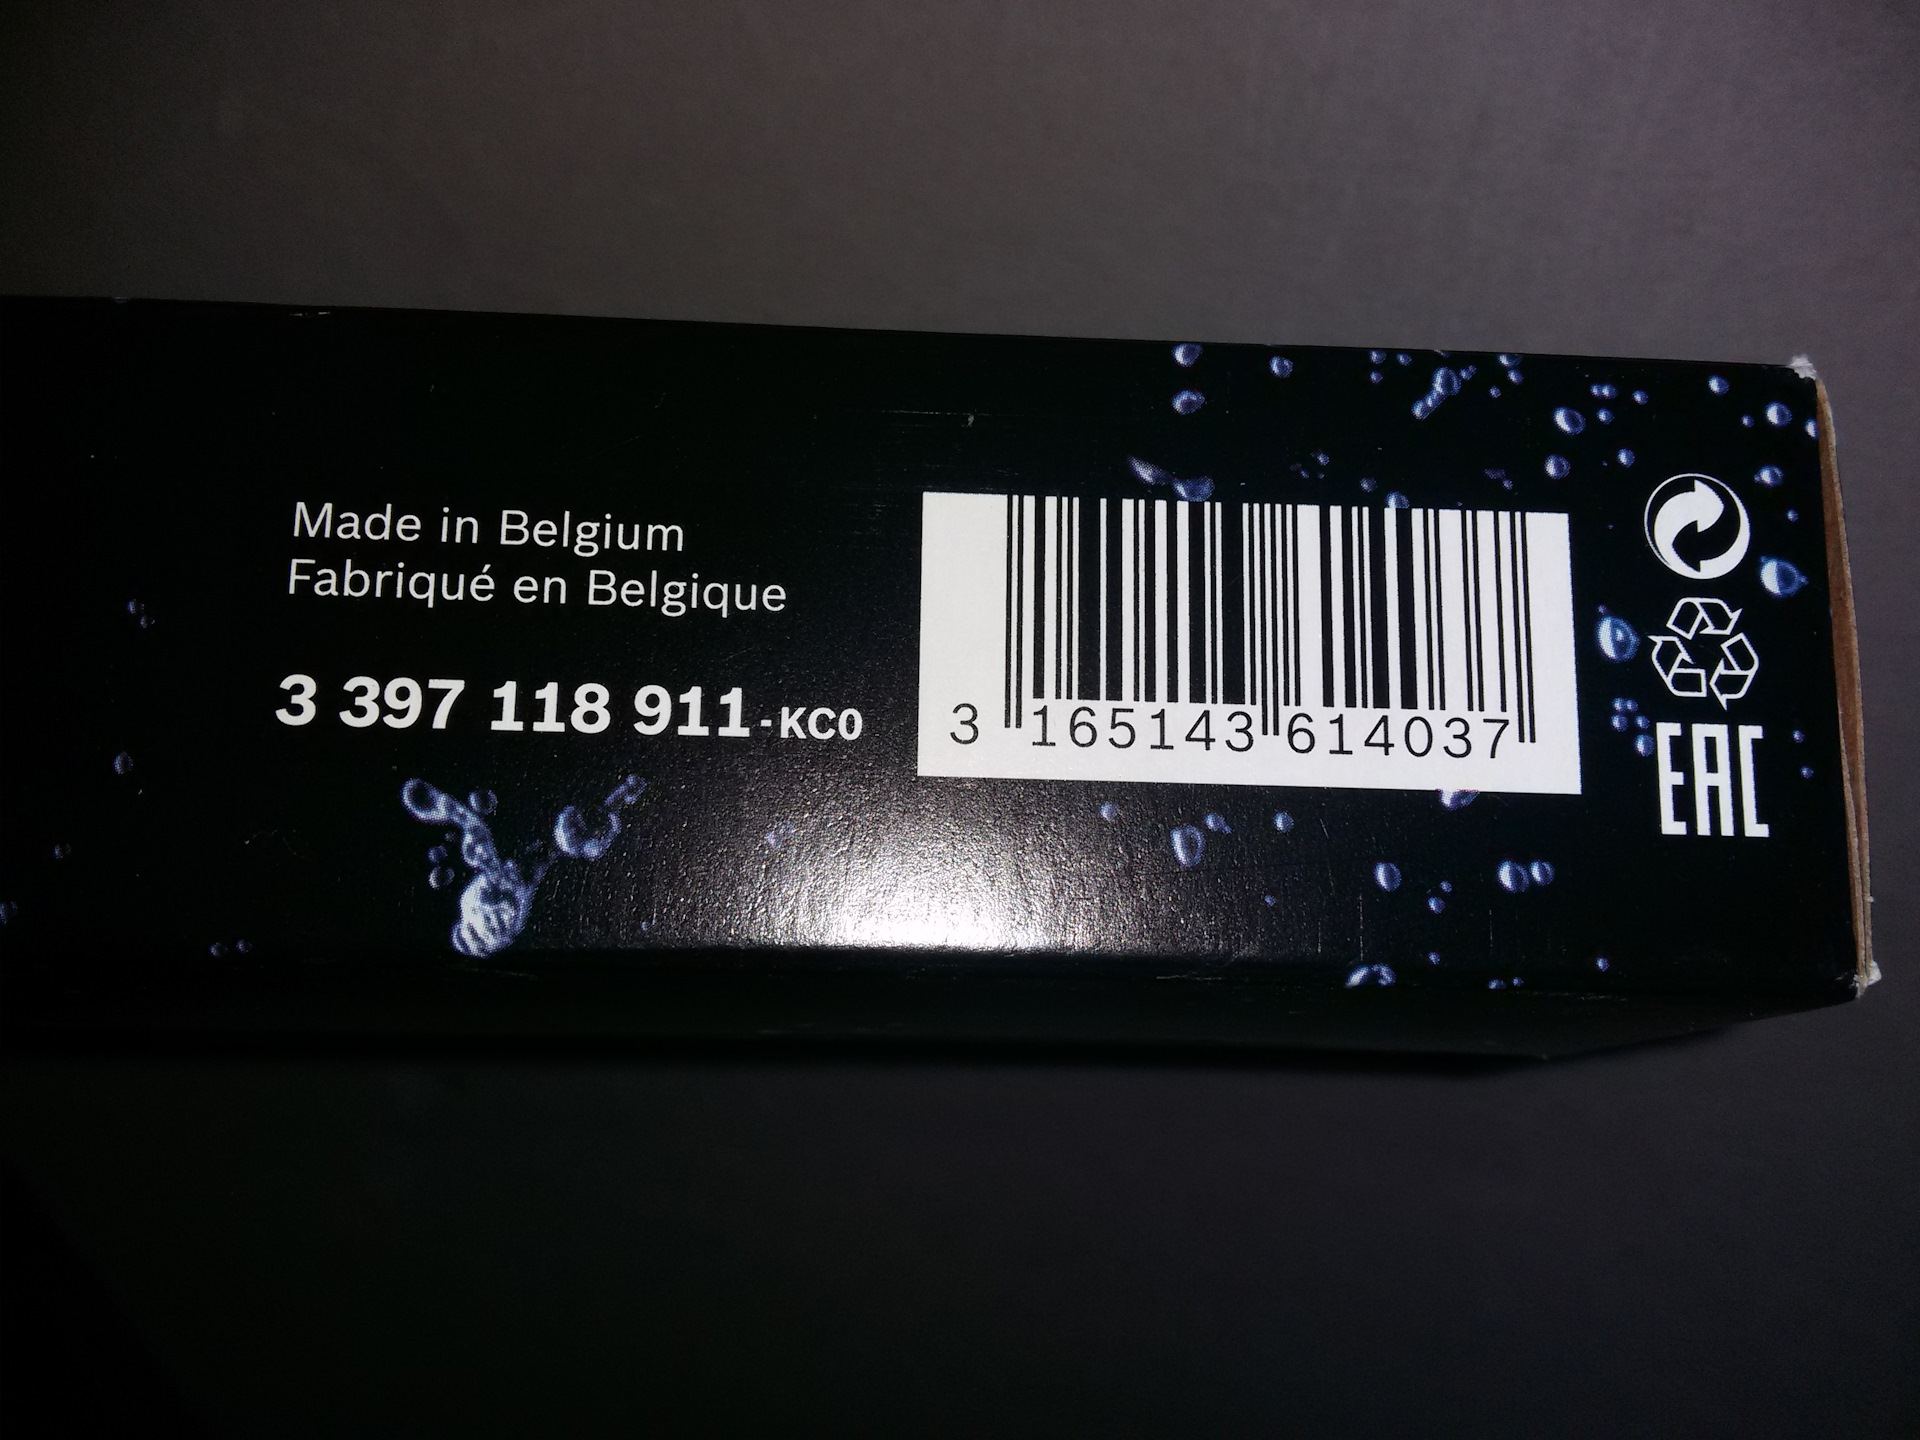 Made in Belgium
Fabriqué en Belgique
3 397 118 911-KC0
3 165143 614037
EAC